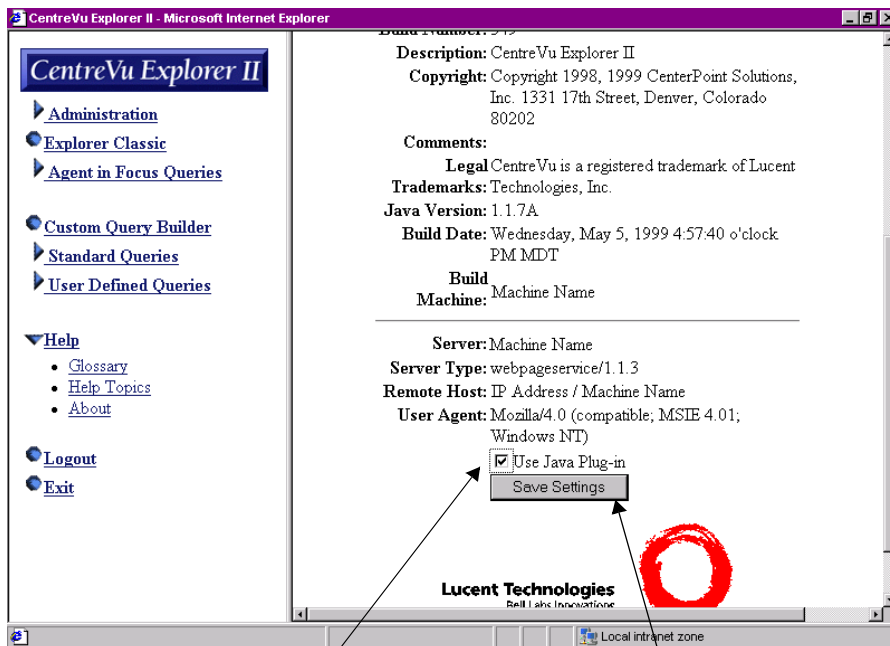 CentreVu Explorer II - Microsoft Internet Explorer
CentreVu Explorer II
Administration
Explorer Classic
Agent in Focus Queries
Custom Query Builder
Standard Queries
User Defined Queries
Help
Glossary
Help Topics
About
Logout
Exit
Build Number: 549
Description: CentreVu Explorer II
Copyright: Copyright 1998, 1999 CenterPoint Solutions,
Inc. 1331 17th Street, Denver, Colorado
80202
Comments:
Legal CentreVu is a registered trademark of Lucent
Trademarks: Technologies, Inc.
Java Version: 1.1.7A
Build Date: Wednesday, May 5, 1999 4:57:40 o'clock
PM MDT
Build
Machine: Machine Name
Server: Machine Name
Server Type: webpageservice/1.1.3
Remote Host: IP Address / Machine Name
User Agent: Mozilla/4.0 (compatible; MSIE 4.01;
Windows NT)
Use Java Plug-in
Save Settings
Lucent Technologies
Bell Labs Innovations
Local intranet zone